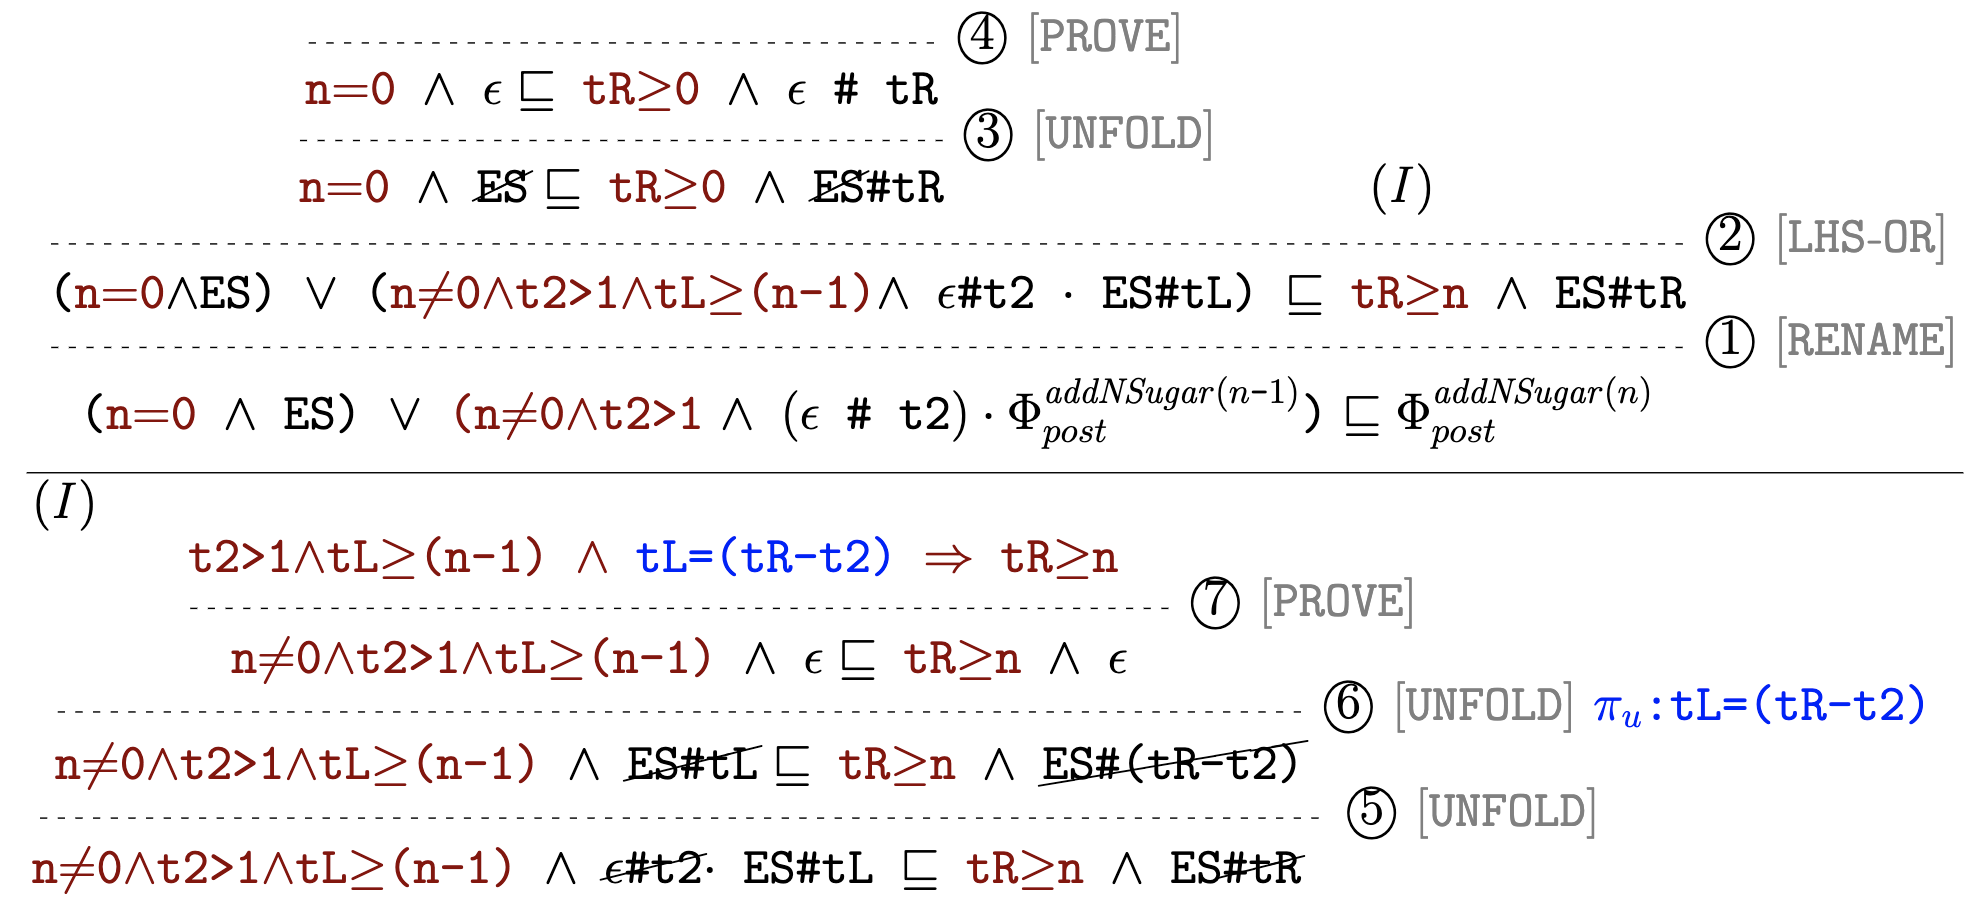 ④ [PROVE]
n=0 ∧ ϵ ⊑ tR≥0 ∧ ϵ # tR
③ [UNFOLD]
n=0 ∧ ES ⊑ tR≥0 ∧ ES#tR
(I)
② [LHS-OR]
(n=0∧ES) ∨ (n≠0∧t2>1∧tL≥(n-1)∧ ϵ#t2 · ES#tL) ⊑ tR≥n ∧ ES#tR
① [RENAME]
(n=0 ∧ ES) ∨ (n≠0∧t2>1 ∧ (ϵ # t2) · Φ_{post}^{addNSugar(n-1)}) ⊑ Φ_{post}^{addNSugar(n)}
(I)
t2>1∧tL≥(n-1) ∧ tL=(tR-t2) ⇒ tR≥n
⑦ [PROVE]
n≠0∧t2>1∧tL≥(n-1) ∧ ϵ ⊑ tR≥n ∧ ϵ
⑥ [UNFOLD] π_u:tL=(tR-t2)
n≠0∧t2>1∧tL≥(n-1) ∧ ES#tL ⊑ tR≥n ∧ ES#(tR-t2)
⑤ [UNFOLD]
n≠0∧t2>1∧tL≥(n-1) ∧ ϵ#t2· ES#tL ⊑ tR≥n ∧ ES#tR